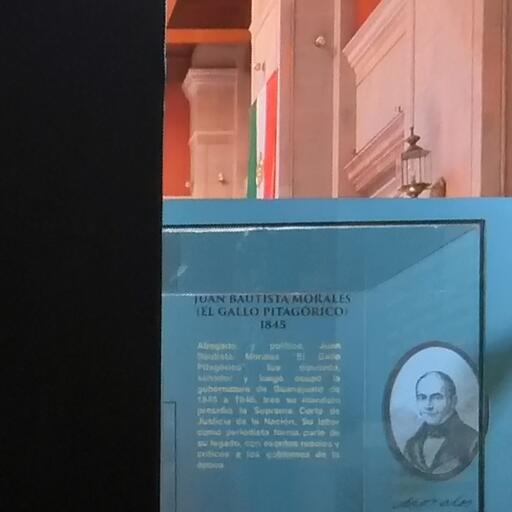 JUAN BAUTISTA MORALES
(EL GALLO PITAGÓRICO)
1845
Abogado y político, Juan
Bautista Morales "El Gallo
Pitagórico" fue diputado,
senador y luego ocupó la
gubernatura de Guanajuato de
1845 a 1846, tras su mandato
presidió la Suprema Corte de
Justicia de la Nación. Su labor
como periodista forma parte de
su legado, con escritos
críticos a los gobiernos de la
época
Morales